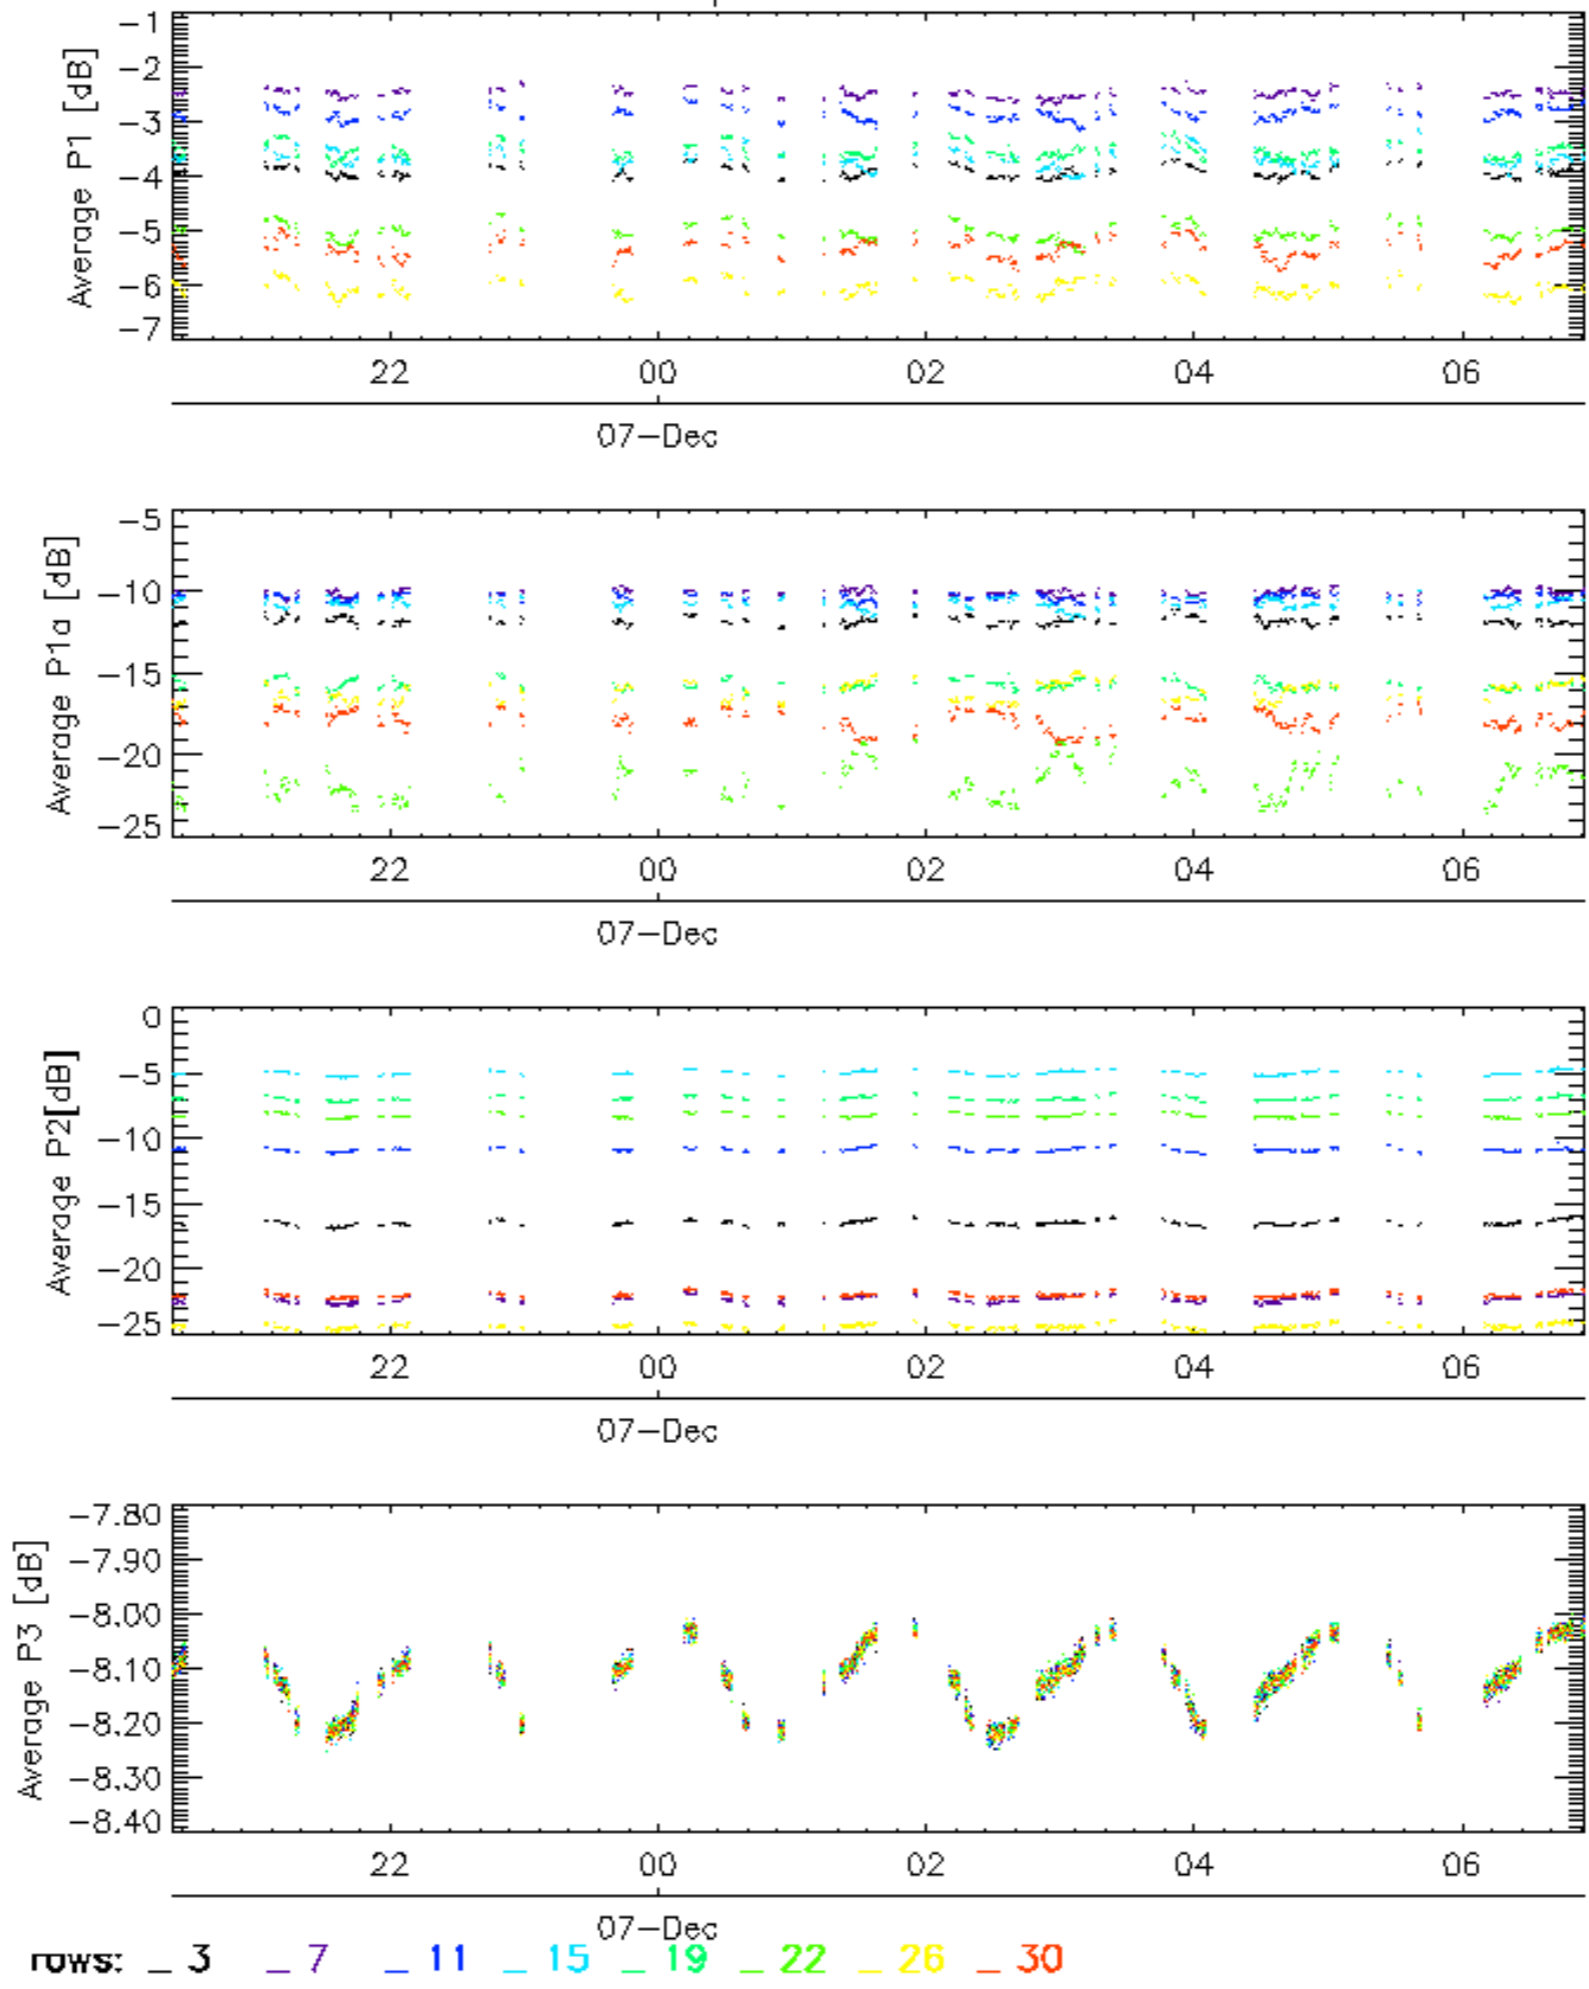 -1
-2
-3
-4
-5
-6
-7
Average P1 [dB]
22 00 02 04 06
07-Dec
-5
-10
-15
-20
-25
Average P1a [dB]
22 00 02 04 06
07-Dec
0
-5
-10
-15
-20
-25
Average P2[dB]
22 00 02 04 06
07-Dec
-7.80
-7.90
-8.00
-8.10
-8.20
-8.30
-8.40
Average P3 [dB]
22 00 02 04 06
07-Dec
rows: _ 3 _ 7 _ 11 _ 15 _ 19 _ 22 _ 26 _ 30